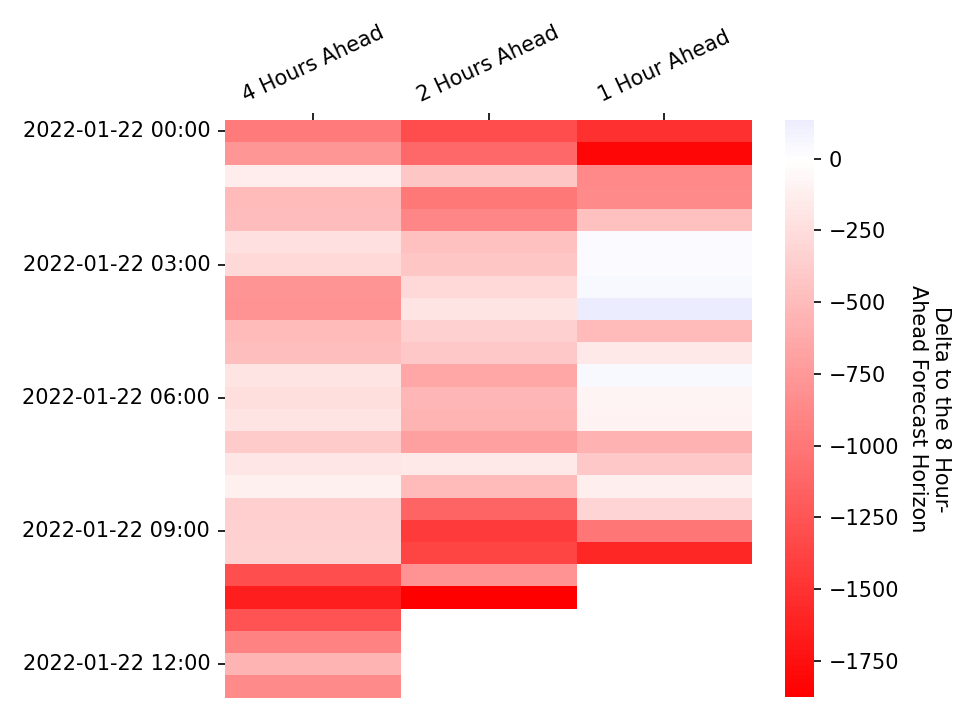 4 Hours Ahead
2 Hours Ahead
1 Hour Ahead
2022-01-22 00:00
2022-01-22 03:00
2022-01-22 06:00
2022-01-22 09:00
2022-01-22 12:00
0
−250
−500
−750
−1000
−1250
−1500
−1750
Delta to the 8 Hour-
Ahead Forecast Horizon